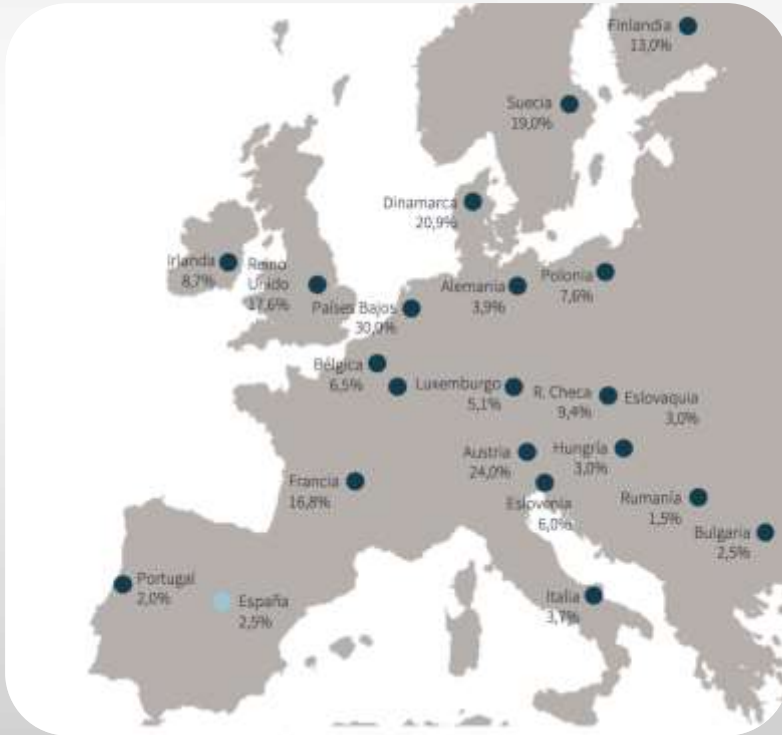 Finlandia
13,0%
Suecia
19,0%
Dinamarca
20,9%
Irlanda
8,7%
Reino
Unido
17,6%
Países Bajos
30,0%
Alemania
3,9%
Polonia
7,6%
Bélgica
6,5%
Luxemburgo
5,1%
R. Checa
9,4%
Eslovaquia
3,0%
Austria
24,0%
Hungría
3,0%
Francia
16,8%
Eslovenia
6,0%
Rumanía
1,5%
Bulgaria
2,5%
Portugal
2,0%
España
2,5%
Italia
3,7%